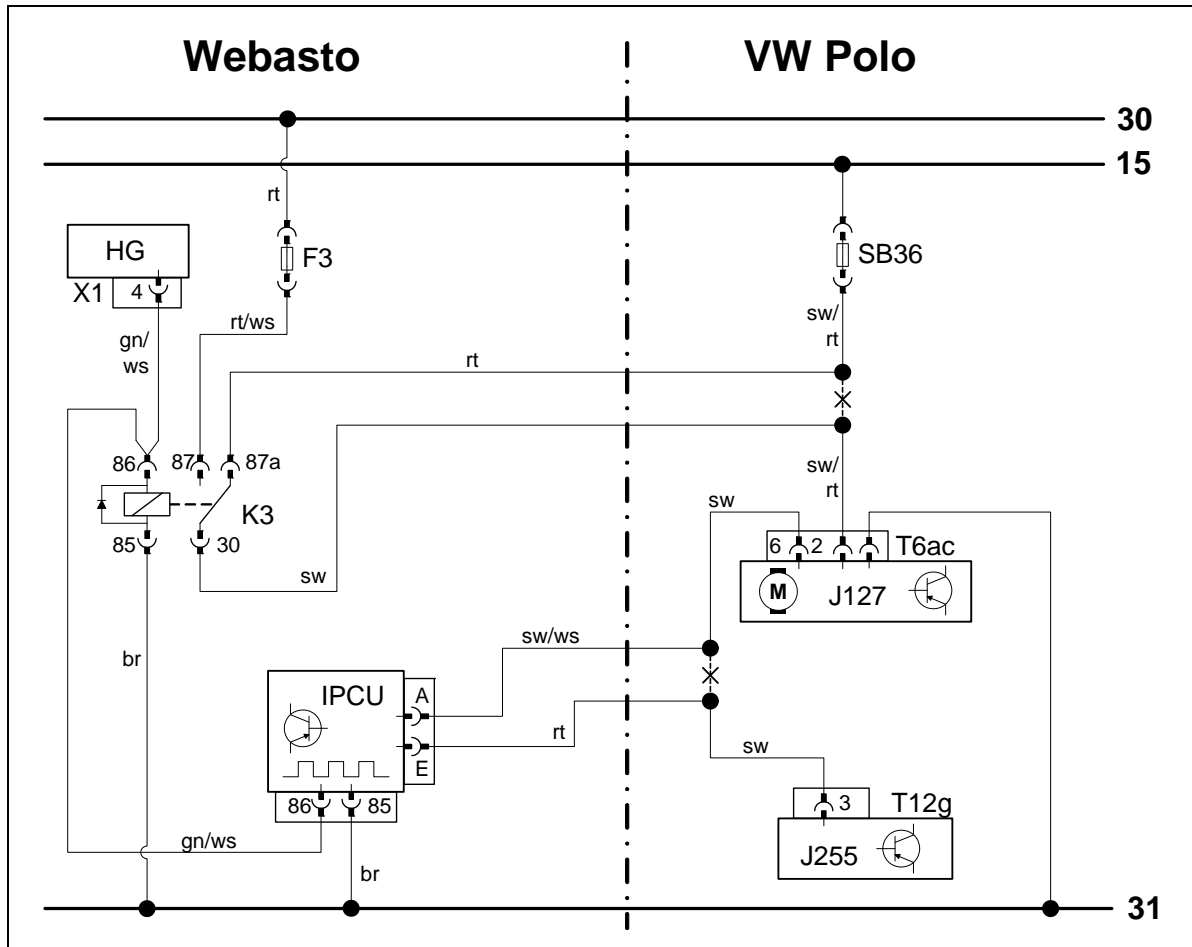 Webasto
VW Polo
30
15
rt
HG
F3
SB36
X1
4
rt/ws
sw/
rt
gn/
ws
rt
86
87
87a
sw/
rt
sw
K3
85
30
6
2
T6ac
sw
M
J127
sw/ws
br
IPCU
A
rt
E
sw
86
85
3
T12g
gn/ws
J255
br
31